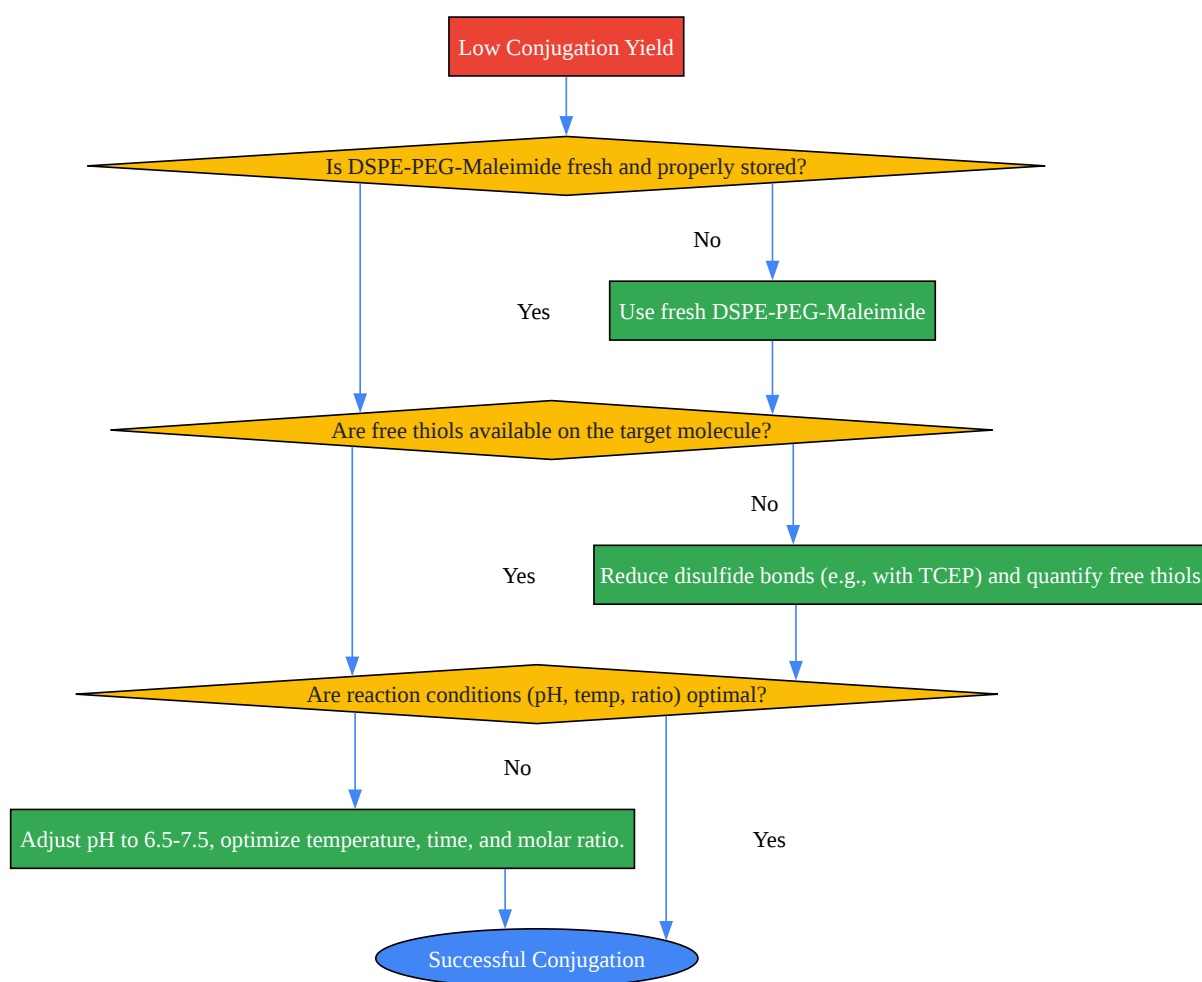 Low Conjugation Yield
Is DSPE-PEG-Maleimide fresh and properly stored?
No
Yes
Use fresh DSPE-PEG-Maleimide
Are free thiols available on the target molecule?
No
Yes
Reduce disulfide bonds (e.g., with TCEP) and quantify free thiols
Are reaction conditions (pH, temp, ratio) optimal?
No
Adjust pH to 6.5-7.5, optimize temperature, time, and molar ratio.
Yes
Successful Conjugation